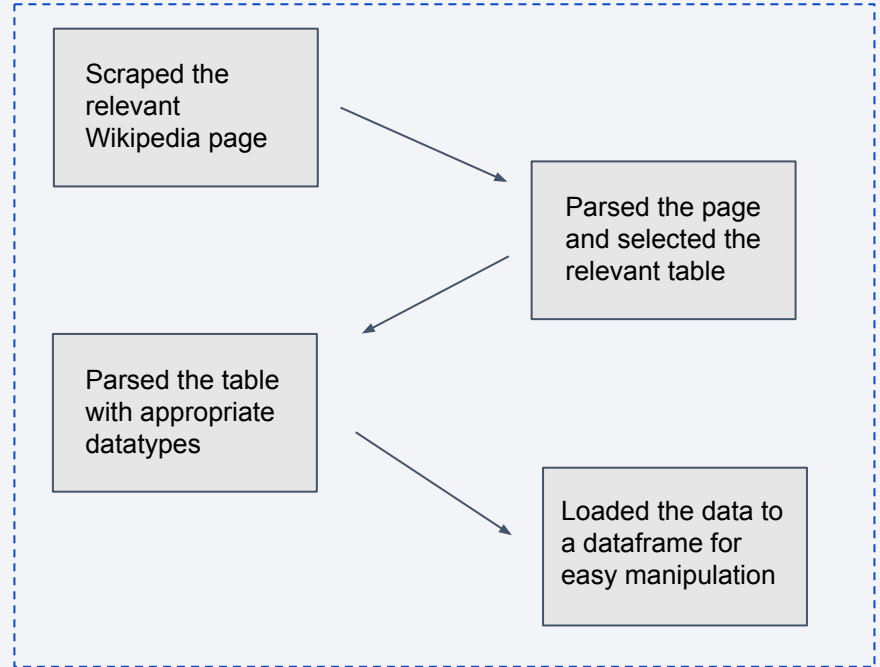 Scraped the
relevant
Wikipedia page
Parsed the page
and selected the
relevant table
Parsed the table
with appropriate
datatypes
Loaded the data to
a dataframe for
easy manipulation